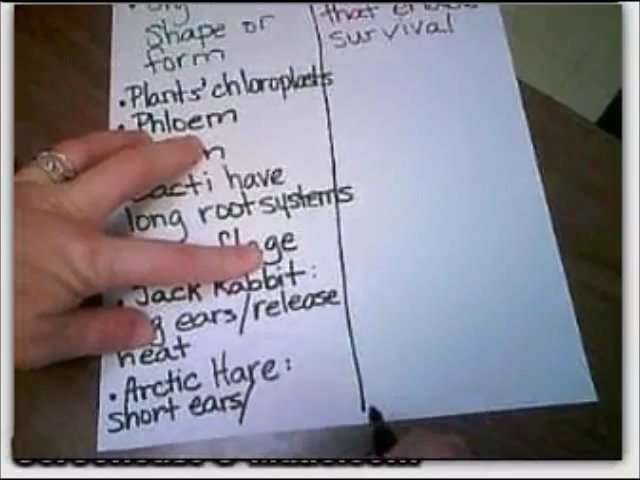 Shape or
form
survival
• Plants' chloroplasts
• Phloem
Cacti have
long root systems
• Jack Rabbit:
ears/release
heat
• Arctic Hare:
short ears/